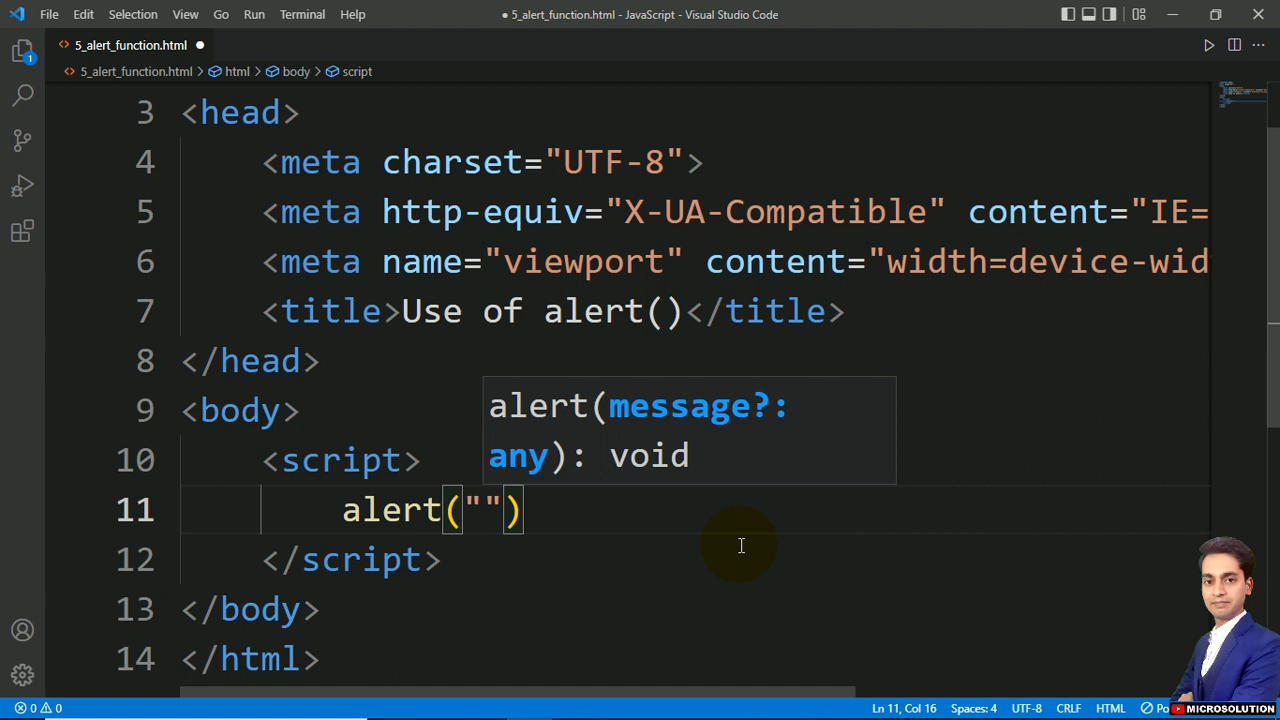 File Edit Selection View Go Run Terminal Help
● 5_alert_function.html - JavaScript - Visual Studio Code
5_alert_function.html ●
5_alert_function.html > html > body > script
1
3 <head>
4 <meta charset="UTF-8">
5 <meta http-equiv="X-UA-Compatible" content="IE=
6 <meta name="viewport" content="width=device-wid
7 <title>Use of alert()</title>
8 </head>
9 <body>
alert(message?:
any): void
10 <script>
11 alert("")
12 </script>
13 </body>
14 </html>
0 0 Ln 11, Col 16 Spaces: 4 UTF-8 CRLF HTML Po
MICROSOLUTION